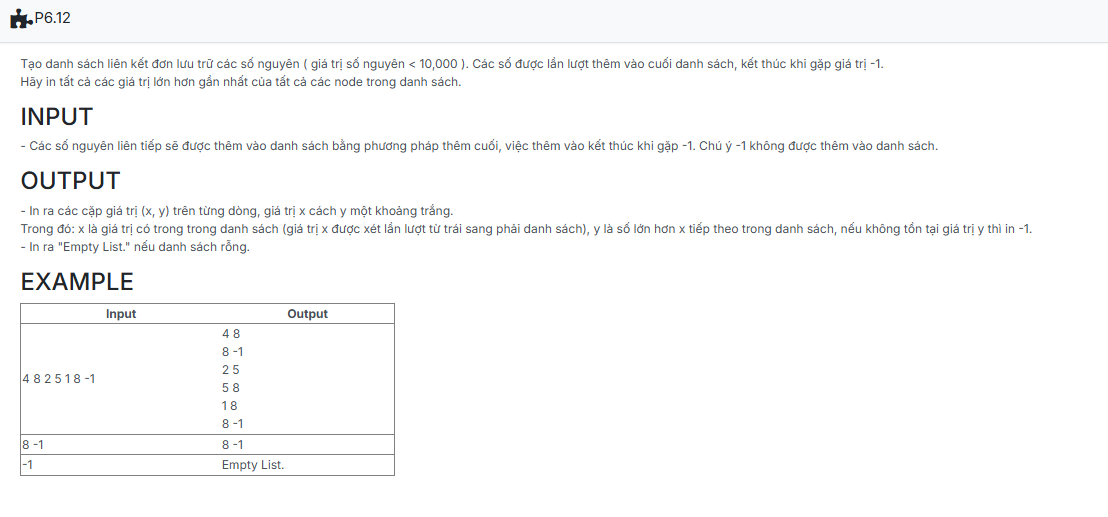 P6.12
Tạo danh sách liên kết đơn lưu trữ các số nguyên ( giá trị số nguyên < 10,000 ). Các số được lần lượt thêm vào cuối danh sách, kết thúc khi gặp giá trị -1.
Hãy in tất cả các giá trị lớn hơn gần nhất của tất cả các node trong danh sách.
INPUT
- Các số nguyên liên tiếp sẽ được thêm vào danh sách bằng phương pháp thêm cuối, việc thêm vào kết thúc khi gặp -1. Chú ý -1 không được thêm vào danh sách.
OUTPUT
- In ra các cặp giá trị (x, y) trên từng dòng, giá trị x cách y một khoảng trắng.
Trong đó: x là giá trị có trong trong danh sách (giá trị x được xét lần lượt từ trái sang phải danh sách), y là số lớn hơn x tiếp theo trong danh sách, nếu không tồn tại giá trị y thì in -1.
- In ra "Empty List." nếu danh sách rỗng.
EXAMPLE
Input Output
4 8 2 5 1 8 -1
4 8
8 -1
2 5
5 8
1 8
8 -1
8 -1 8 -1
-1 Empty List.